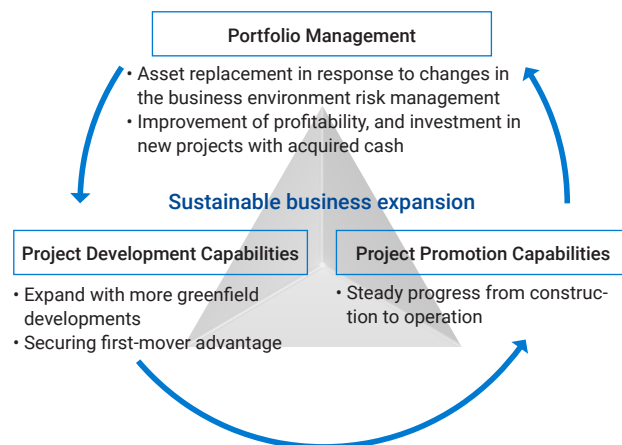 Portfolio Management
• Asset replacement in response to changes in
the business environment risk management
• Improvement of profitability, and investment in
new projects with acquired cash
Sustainable business expansion
Project Development Capabilities
• Expand with more greenfield
developments
• Securing first-mover advantage
Project Promotion Capabilities
• Steady progress from construc-
tion to operation